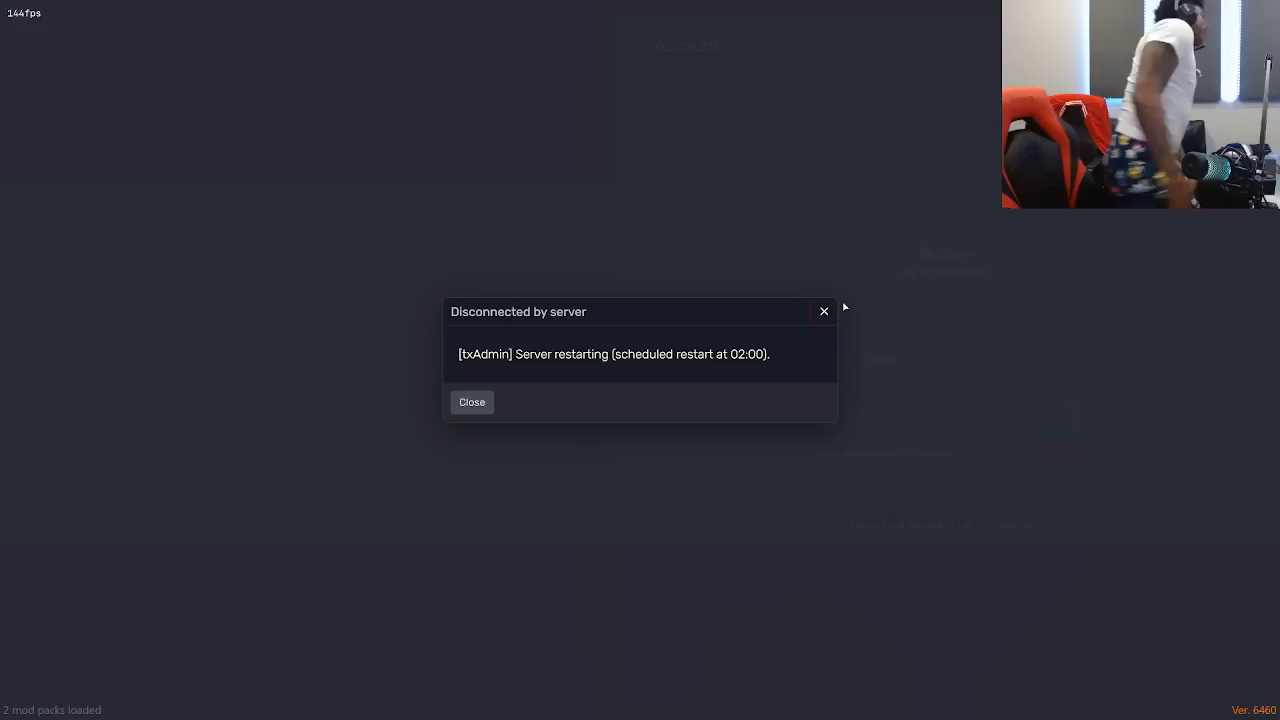 144fps
Account
Disconnected by server
[txAdmin] Server restarting (scheduled restart at 02:00).
Close
2 mod packs loaded
Ver. 6460